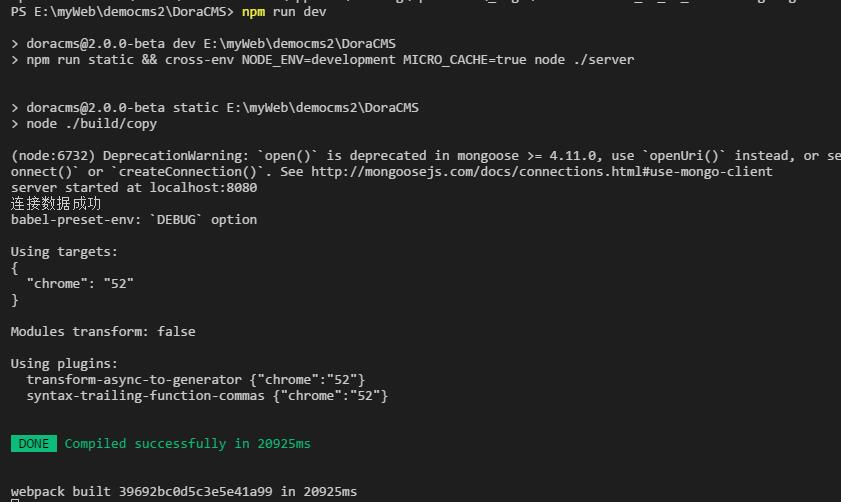 PS E:\myWeb\democms2\DoraCMS> npm run dev
> doracms@2.0.0-beta dev E:\myWeb\democms2\DoraCMS
> npm run static && cross-env NODE_ENV=development MICRO_CACHE=true node ./server
> doracms@2.0.0-beta static E:\myWeb\democms2\DoraCMS
> node ./build/copy
(node:6732) DeprecationWarning: `open()` is deprecated in mongoose >= 4.11.0, use `openUri()` instead, or se
onnect()` or `createConnection()`. See http://mongoosejs.com/docs/connections.html#use-mongo-client
server started at localhost:8080
连接数据成功
babel-preset-env: `DEBUG` option
Using targets:
{
  "chrome": "52"
}
Modules transform: false
Using plugins:
  transform-async-to-generator {"chrome":"52"}
  syntax-trailing-function-commas {"chrome":"52"}
DONE Compiled successfully in 20925ms
webpack built 39692bc0d5c3e5e41a99 in 20925ms